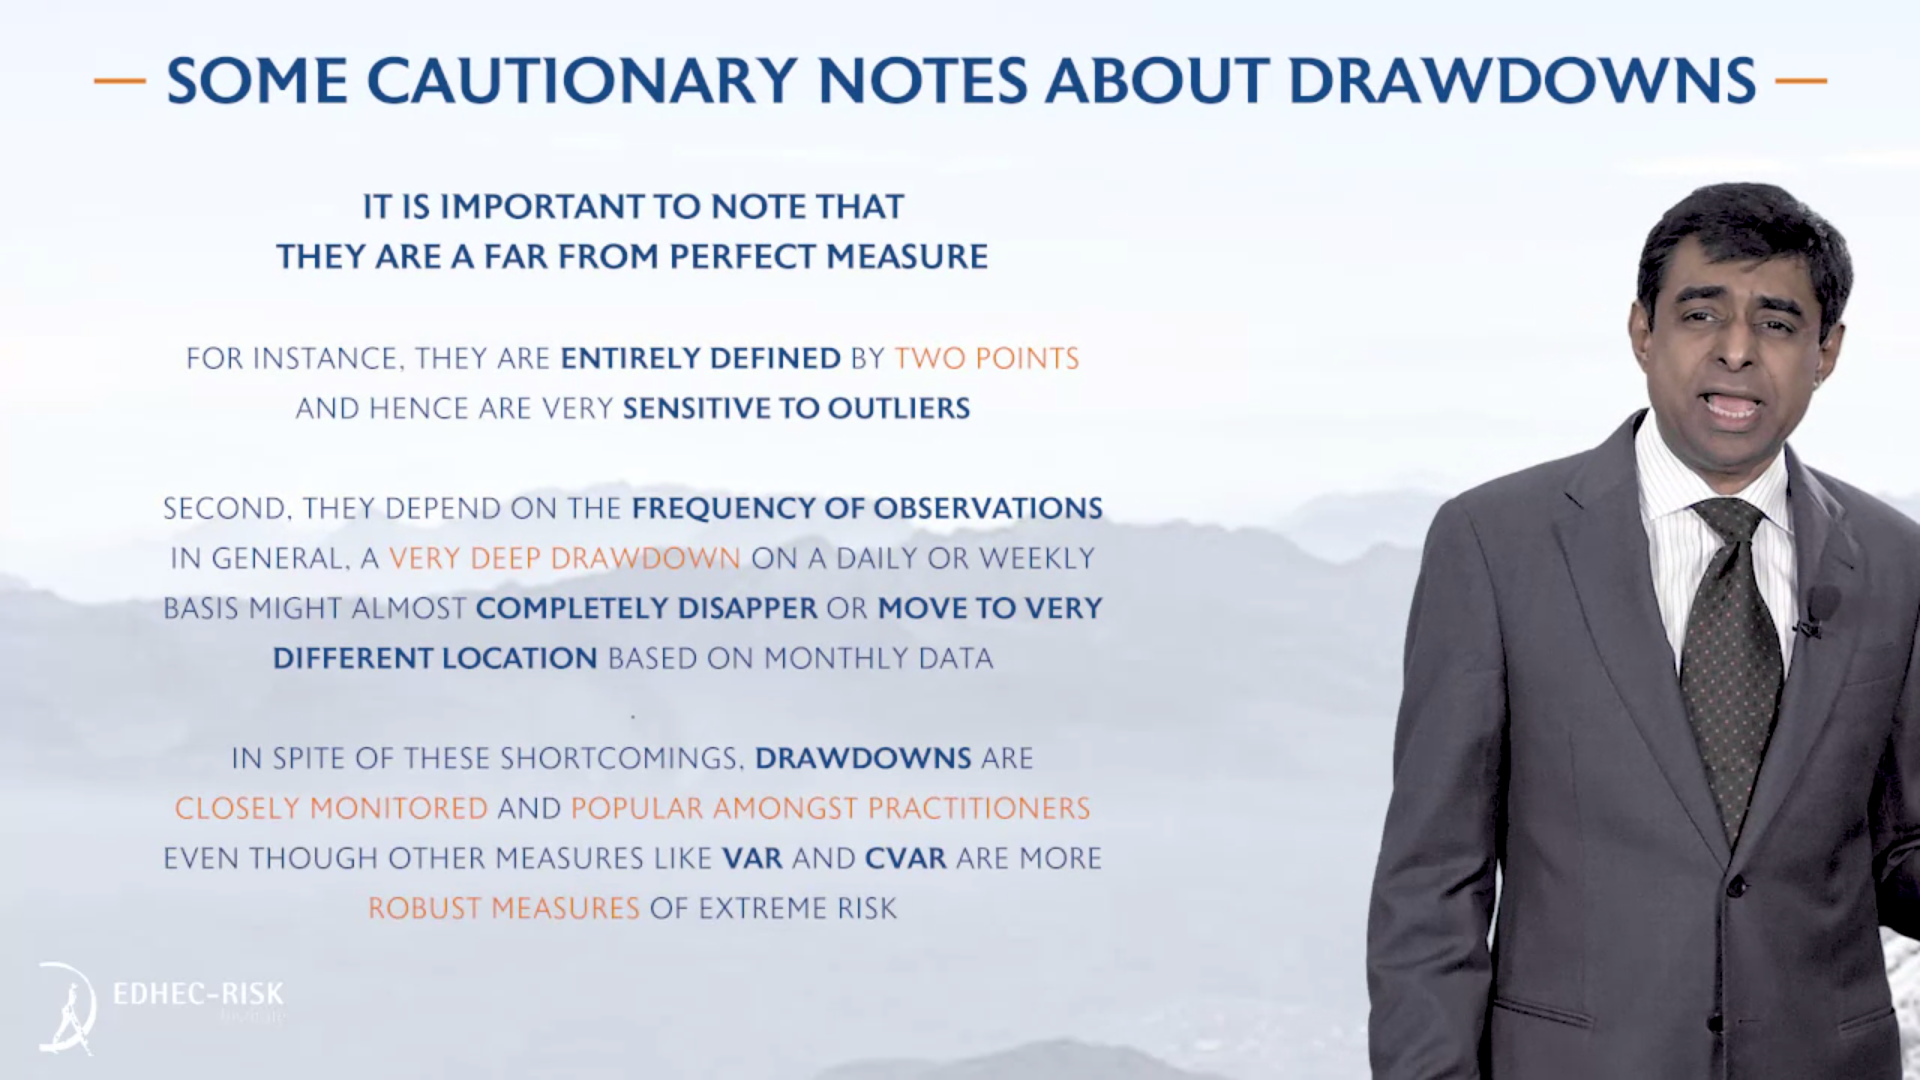 SOME CAUTIONARY NOTES ABOUT DRAWDOWNS
IT IS IMPORTANT TO NOTE THAT
THEY ARE A FAR FROM PERFECT MEASURE
FOR INSTANCE, THEY ARE ENTIRELY DEFINED BY TWO POINTS
AND HENCE ARE VERY SENSITIVE TO OUTLIERS
SECOND, THEY DEPEND ON THE FREQUENCY OF OBSERVATIONS
IN GENERAL, A VERY DEEP DRAWDOWN ON A DAILY OR WEEKLY
BASIS MIGHT ALMOST COMPLETELY DISAPPER OR MOVE TO VERY
DIFFERENT LOCATION BASED ON MONTHLY DATA
.
IN SPITE OF THESE SHORTCOMINGS, DRAWDOWNS ARE
CLOSELY MONITORED AND POPULAR AMONGST PRACTITIONERS
EVEN THOUGH OTHER MEASURES LIKE VAR AND CVAR ARE MORE
ROBUST MEASURES OF EXTREME RISK
EDHEC-RISK
Institute